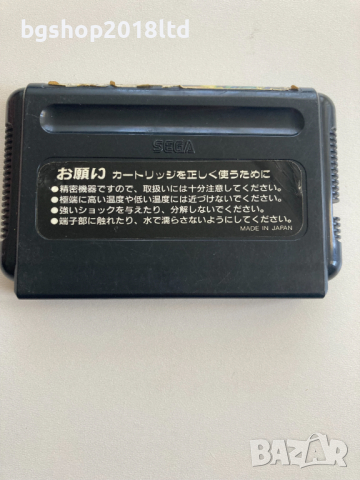 bgshop2018ltd
SEGA
お願い カートリッジを正しく使うために
●精密機器ですので、取扱いには十分注意してください。
●極端に高い温度や低い温度には近づけないでください。
●強いショックを与えたり、分解しないでください。
●端子部に触れたり、水で濡らさないようにしてください。
MADE IN JAPAN
BAZAR